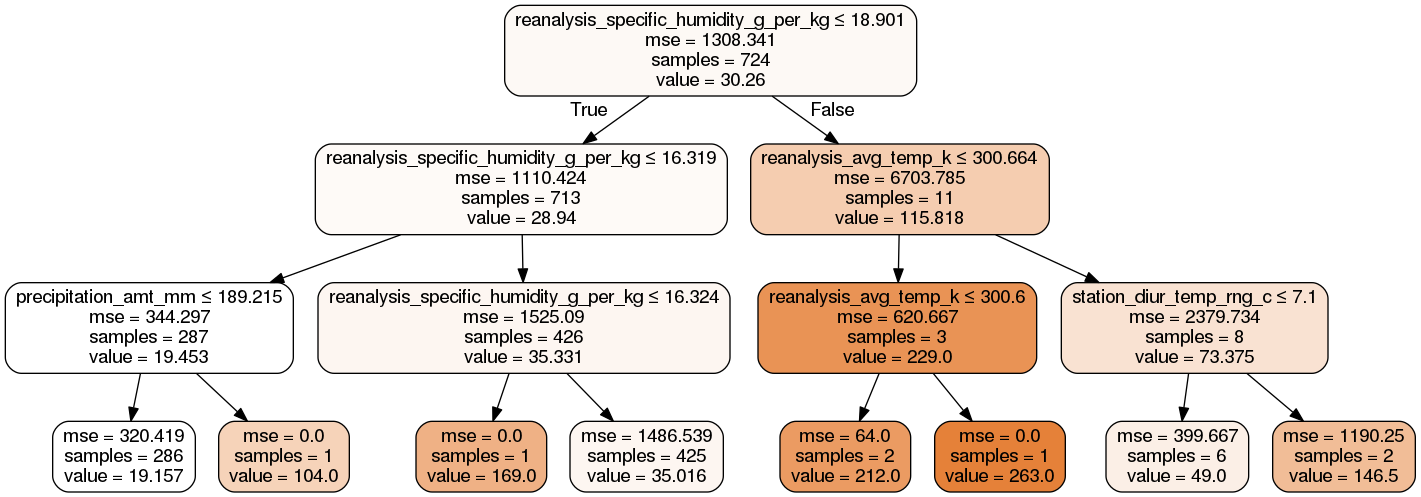 reanalysis_specific_humidity_g_per_kg ≤ 18.901
mse = 1308.341
samples = 724
value = 30.26
True
False
reanalysis_specific_humidity_g_per_kg ≤ 16.319
mse = 1110.424
samples = 713
value = 28.94
reanalysis_avg_temp_k ≤ 300.664
mse = 6703.785
samples = 11
value = 115.818
precipitation_amt_mm ≤ 189.215
mse = 344.297
samples = 287
value = 19.453
reanalysis_specific_humidity_g_per_kg ≤ 16.324
mse = 1525.09
samples = 426
value = 35.331
reanalysis_avg_temp_k ≤ 300.6
mse = 620.667
samples = 3
value = 229.0
station_diur_temp_rng_c ≤ 7.1
mse = 2379.734
samples = 8
value = 73.375
mse = 320.419
samples = 286
value = 19.157
mse = 0.0
samples = 1
value = 104.0
mse = 0.0
samples = 1
value = 169.0
mse = 1486.539
samples = 425
value = 35.016
mse = 64.0
samples = 2
value = 212.0
mse = 0.0
samples = 1
value = 263.0
mse = 399.667
samples = 6
value = 49.0
mse = 1190.25
samples = 2
value = 146.5